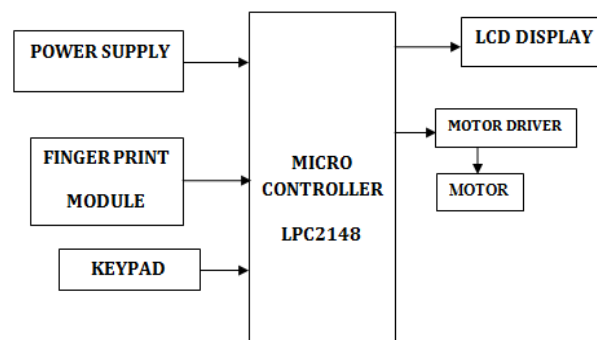 POWER SUPPLY
FINGER PRINT
MODULE
KEYPAD
MICRO
CONTROLLER
LPC2148
LCD DISPLAY
MOTOR DRIVER
MOTOR